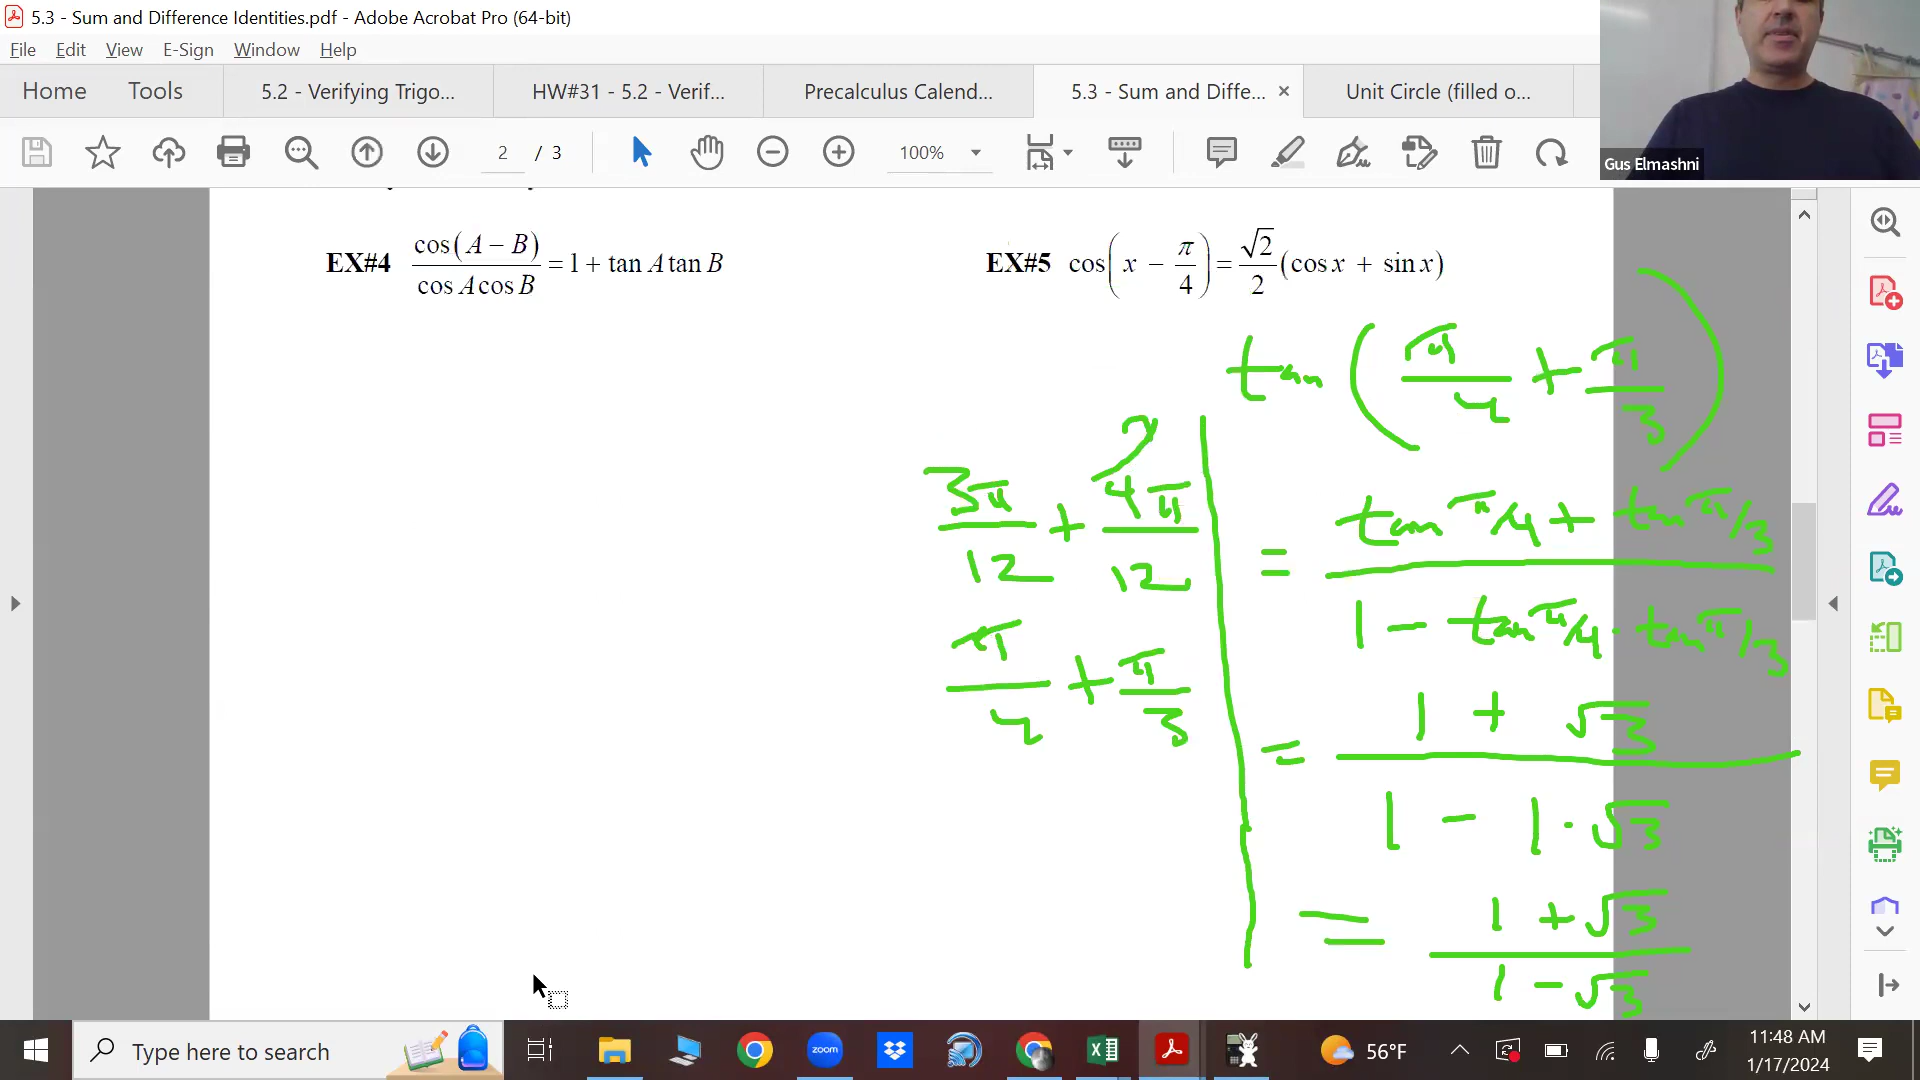 5.3 - Sum and Difference Identities.pdf - Adobe Acrobat Pro (64-bit)
File Edit View E-Sign Window Help
Home Tools 5.2 - Verifying Trigo... HW#31 - 5.2 - Verif... Precalculus Calend... 5.3 - Sum and Diffe... × Unit Circle (filled o...
2 / 3 100%
Gus Elmashni
EX#4 cos(A − B) / cos A cos B = 1 + tan A tan B
EX#5 cos(x − π/4) = √2/2 (cos x + sin x)
tan (π/4 + π/3)
3π/12 + 4π/12
= tan π/4 + tan π/3 / 1 − tan π/4 · tan π/3
π/4 + π/3
= 1 + √3 / 1 − 1 · √3
= 1 + √3 / 1 − √3
Type here to search
zoom
56°F
11:48 AM
1/17/2024